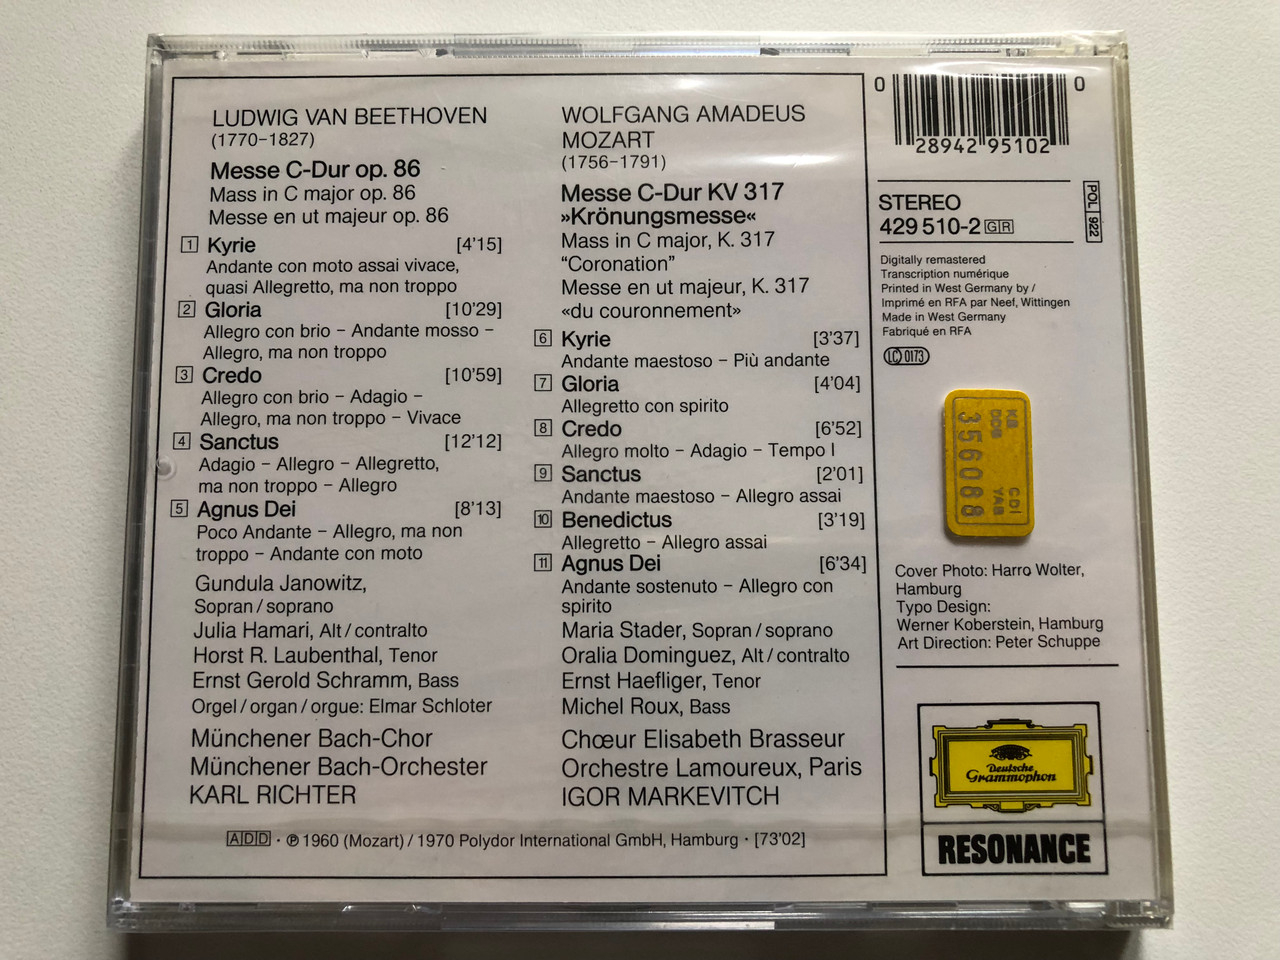 LUDWIG VAN BEETHOVEN
(1770–1827)
Messe C-Dur op. 86
Mass in C major op. 86
Messe en ut majeur op. 86
1 Kyrie [4'15]
Andante con moto assai vivace,
quasi Allegretto, ma non troppo
2 Gloria [10'29]
Allegro con brio – Andante mosso –
Allegro, ma non troppo
3 Credo [10'59]
Allegro con brio – Adagio –
Allegro, ma non troppo – Vivace
4 Sanctus [12'12]
Adagio – Allegro – Allegretto,
ma non troppo – Allegro
5 Agnus Dei [8'13]
Poco Andante – Allegro, ma non
troppo – Andante con moto
Gundula Janowitz,
Sopran / soprano
Julia Hamari, Alt / contralto
Horst R. Laubenthal, Tenor
Ernst Gerold Schramm, Bass
Orgel / organ / orgue: Elmar Schloter
Münchener Bach-Chor
Münchener Bach-Orchester
KARL RICHTER
WOLFGANG AMADEUS
MOZART
(1756–1791)
Messe C-Dur KV 317
»Krönungsmesse«
Mass in C major, K. 317
“Coronation”
Messe en ut majeur, K. 317
«du couronnement»
6 Kyrie [3'37]
Andante maestoso – Più andante
7 Gloria [4'04]
Allegretto con spirito
8 Credo [6'52]
Allegro molto – Adagio – Tempo I
9 Sanctus [2'01]
Andante maestoso – Allegro assai
10 Benedictus [3'19]
Allegretto – Allegro assai
11 Agnus Dei [6'34]
Andante sostenuto – Allegro con
spirito
Maria Stader, Sopran / soprano
Oralia Dominguez, Alt / contralto
Ernst Haefliger, Tenor
Michel Roux, Bass
Chœur Elisabeth Brasseur
Orchestre Lamoureux, Paris
IGOR MARKEVITCH
ADD · ℗ 1960 (Mozart) / 1970 Polydor International GmbH, Hamburg · [73'02]
0 28942 95102 0
STEREO
429 510-2 GR
POL 922
Digitally remastered
Transcription numérique
Printed in West Germany by /
Imprimé en RFA par Neef, Wittingen
Made in West Germany
Fabriqué en RFA
LC 0173
356088
Cover Photo: Harro Wolter,
Hamburg
Typo Design:
Werner Koberstein, Hamburg
Art Direction: Peter Schuppe
Deutsche
Grammophon
RESONANCE